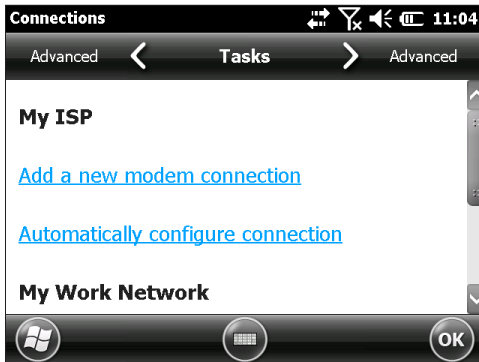 Connections 11:04
Advanced Tasks Advanced
My ISP
Add a new modem connection
Automatically configure connection
My Work Network
OK